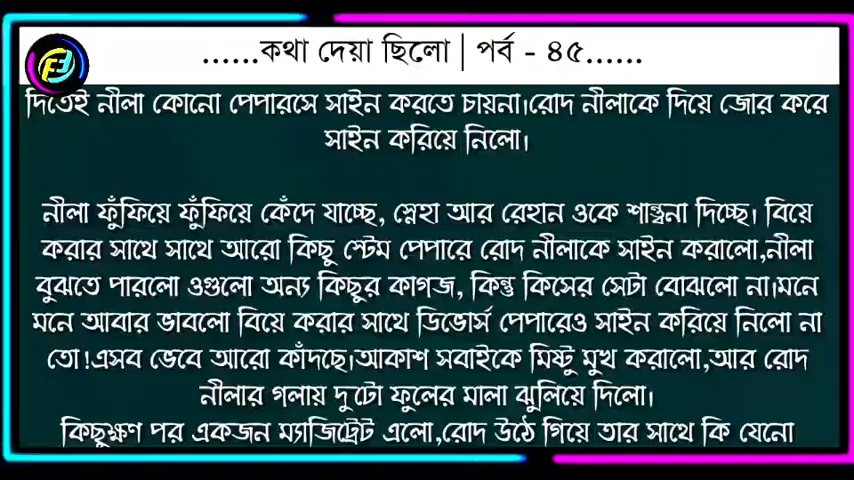 ......কথা দেয়া ছিলো | পর্ব - ৪৫......
দিতেই নীলা কোনো পেপারসে সাইন করতে চায়না।রোদ নীলাকে দিয়ে জোর করে
সাইন করিয়ে নিলো।
নীলা ফুঁফিয়ে ফুঁফিয়ে কেঁদে যাচ্ছে, স্নেহা আর রেহান ওকে শান্ত্বনা দিচ্ছে। বিয়ে
করার সাথে সাথে আরো কিছু স্টেম পেপারে রোদ নীলাকে সাইন করালো,নীলা
বুঝতে পারলো ওগুলো অন্য কিছুর কাগজ, কিন্তু কিসের সেটা বোঝলো না।মনে
মনে আবার ভাবলো বিয়ে করার সাথে ডিভোর্স পেপারেও সাইন করিয়ে নিলো না
তো!এসব ভেবে আরো কাঁদছে।আকাশ সবাইকে মিষ্টু মুখ করালো,আর রোদ
নীলার গলায় দুটো ফুলের মালা ঝুলিয়ে দিলো।
কিছুক্ষণ পর একজন ম্যাজিট্রেট এলো,রোদ উঠে গিয়ে তার সাথে কি যেনো